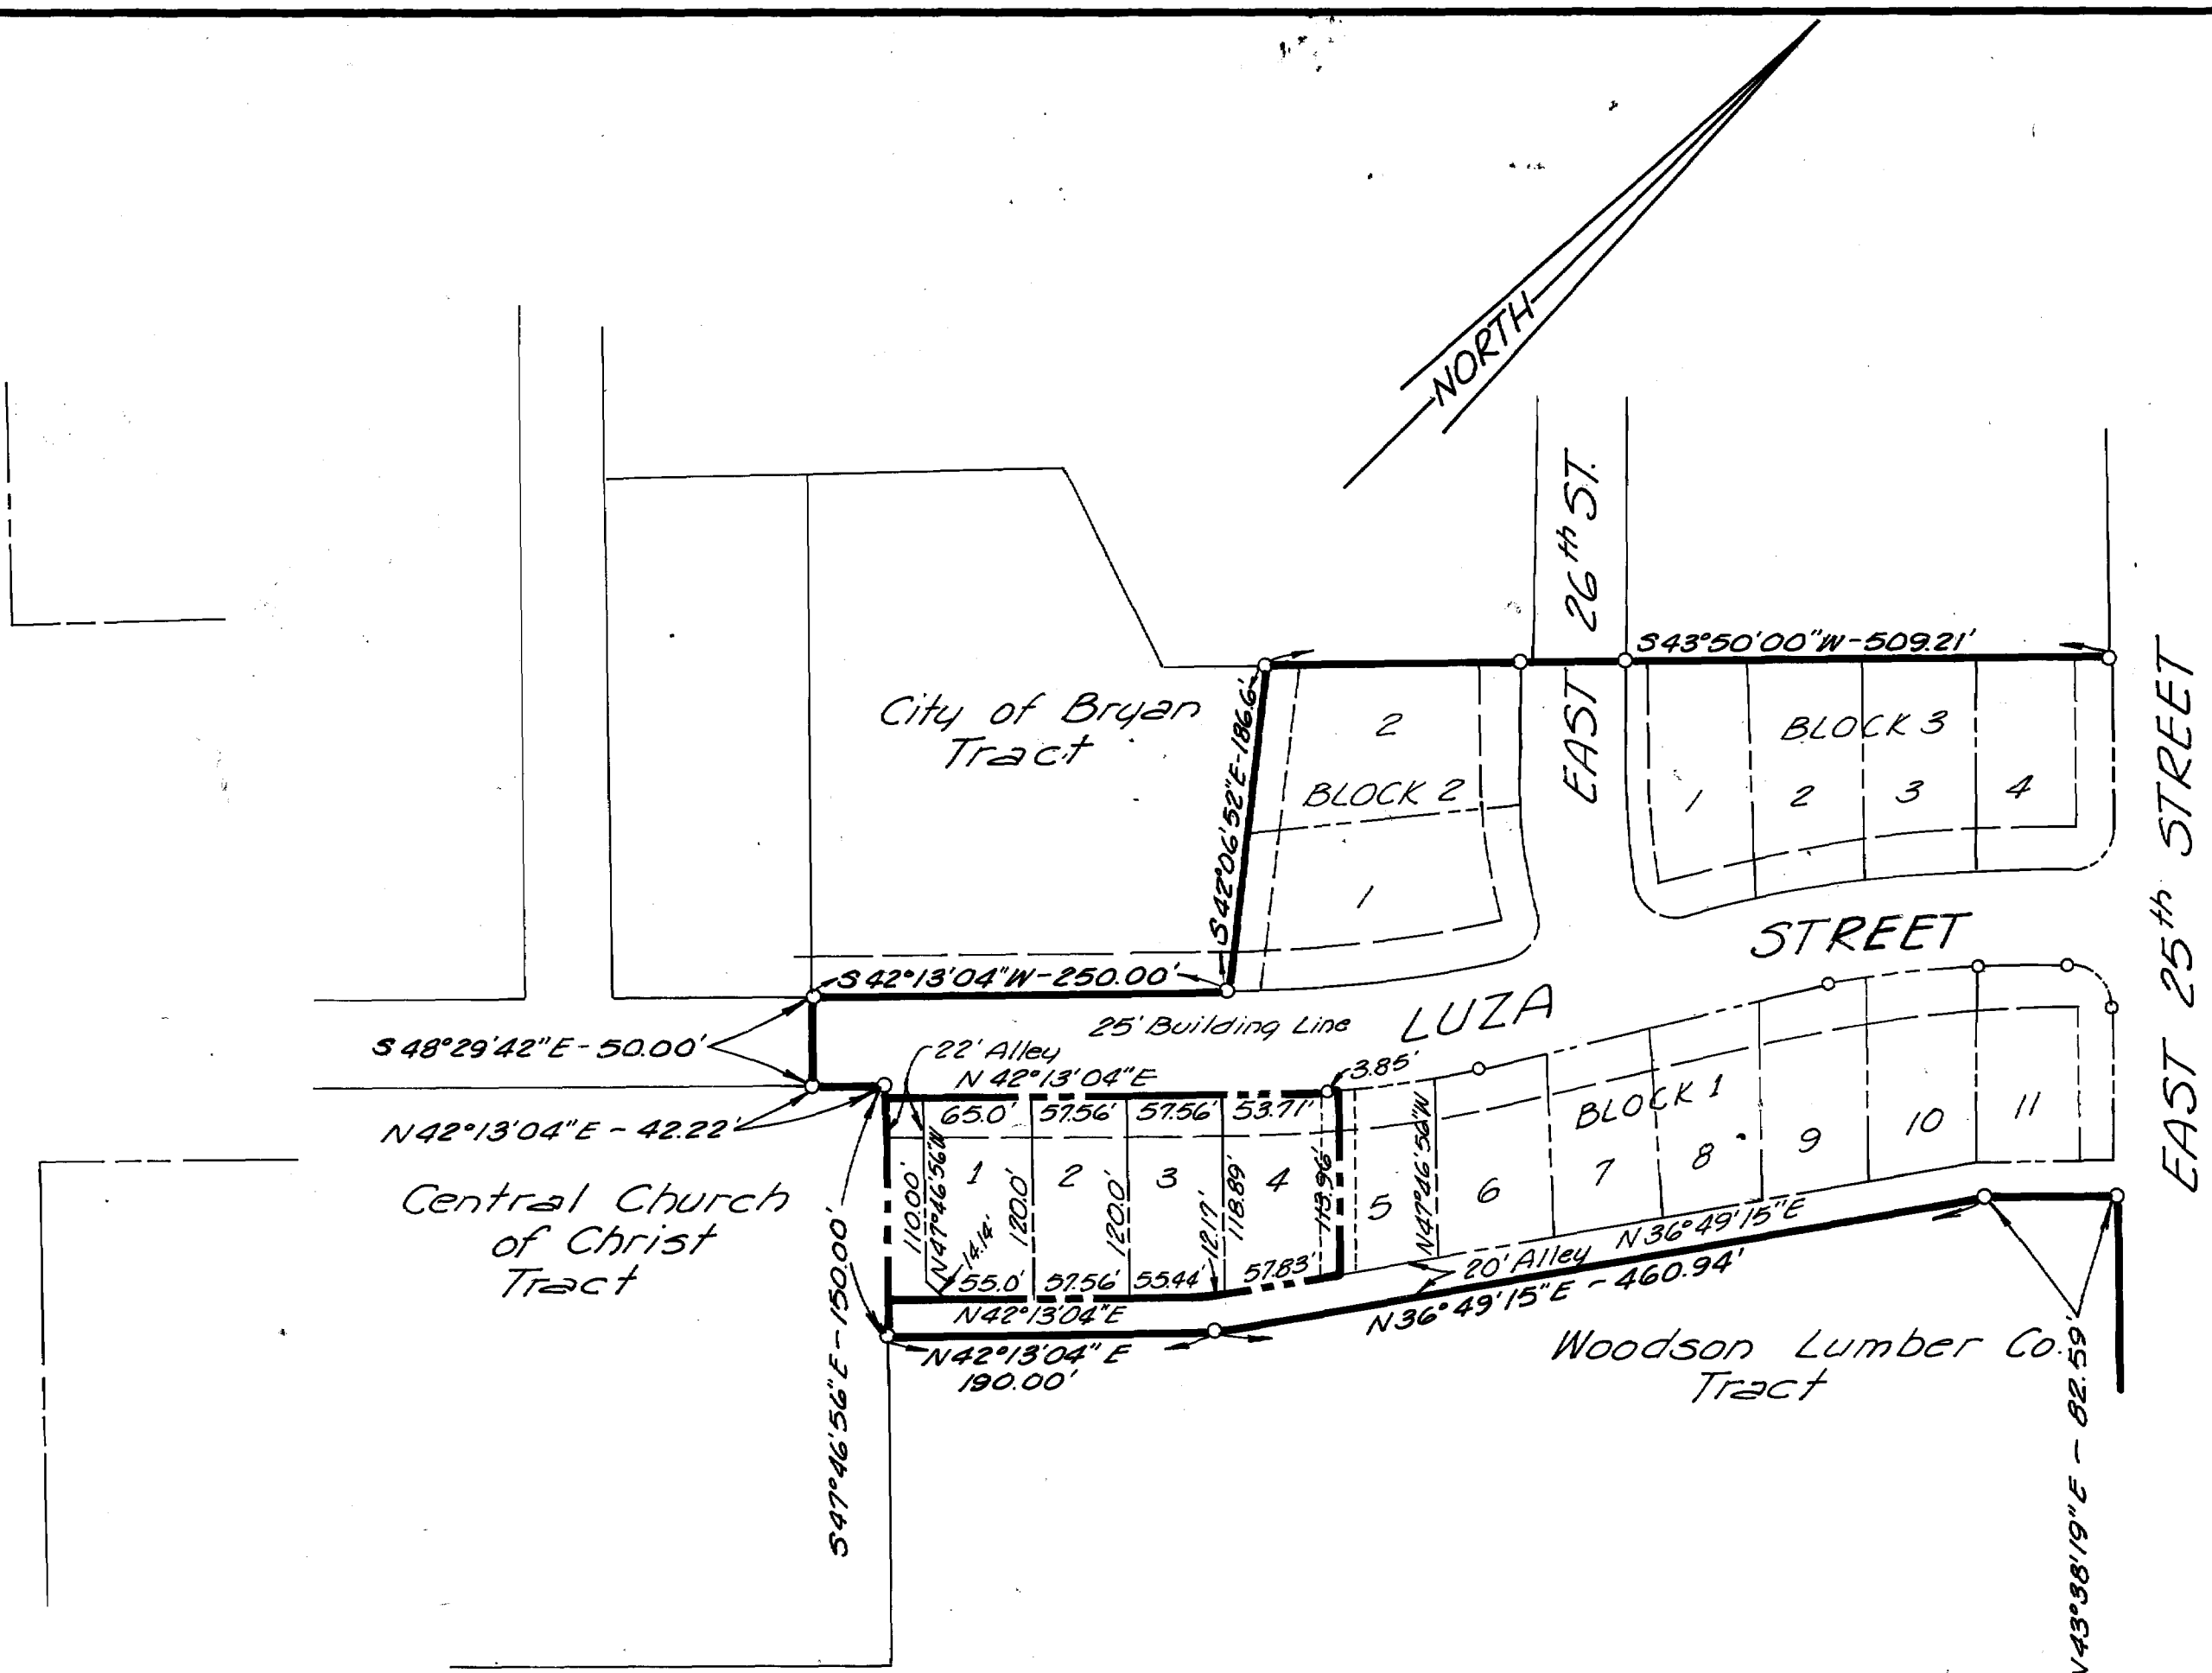 NORTH
EAST 26th ST.
S43°50'00"W-509.21'
City of Bryan
Tract
S42°06'52"E-186.6'
2
BLOCK 2
1
BLOCK 3
1
2
3
4
EAST 25th STREET
LUZA STREET
S42°13'04"W-250.00'
25' Building Line
S48°29'42"E-50.00'
22' Alley
N42°13'04"E
3.85'
N42°13'04"E-42.22'
65.0'
57.56'
57.56'
53.71'
110.00'
N47°46'56"W
14.14'
1
120.0'
2
120.0'
3
12.17'
118.89'
4
113.96'
5
N47°46'56"W
6
BLOCK 1
7
8
9
10
11
55.0'
57.56'
55.44'
57.83'
N42°13'04"E
20' Alley
N36°49'15"E
N36°49'15"E-460.94'
Central Church
of Christ
Tract
S47°46'56"E-150.00'
N42°13'04"E
190.00'
Woodson Lumber Co.
Tract
N43°38'19"E-82.59'